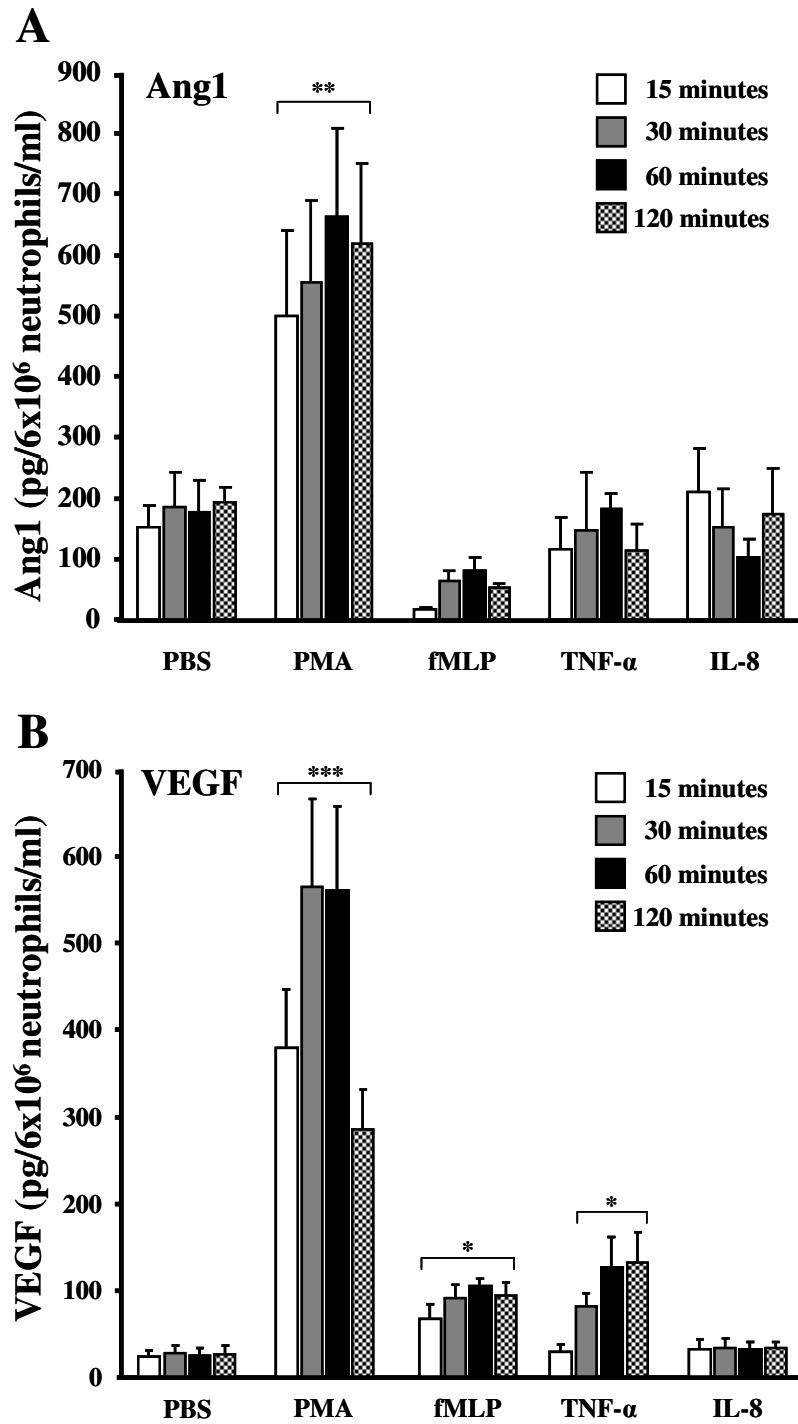 A
Ang1
**
15 minutes
30 minutes
60 minutes
120 minutes
Ang1 (pg/6x10⁶ neutrophils/ml)
900
800
700
600
500
400
300
200
100
0
PBS PMA fMLP TNF-α IL-8
B
VEGF
***
15 minutes
30 minutes
60 minutes
120 minutes
VEGF (pg/6x10⁶ neutrophils/ml)
700
600
500
400
300
200
100
0
*
*
PBS PMA fMLP TNF-α IL-8